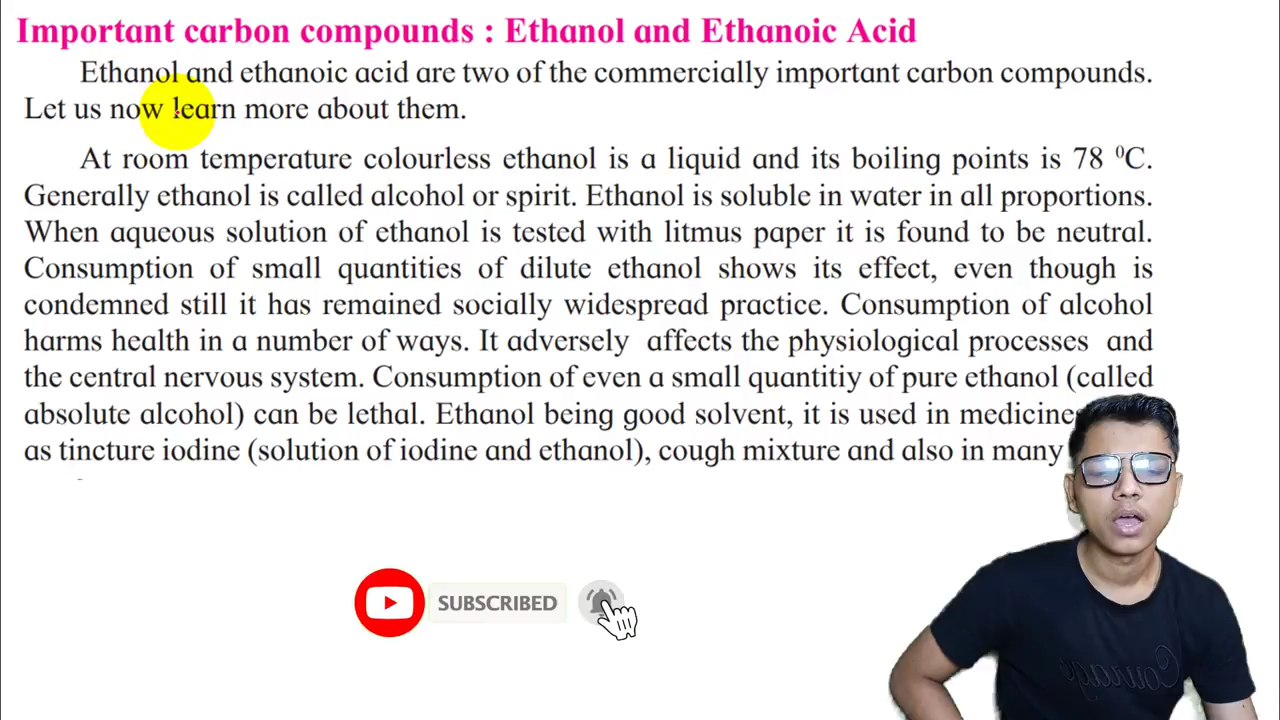 Important carbon compounds : Ethanol and Ethanoic Acid
Ethanol and ethanoic acid are two of the commercially important carbon compounds.
Let us now learn more about them.
At room temperature colourless ethanol is a liquid and its boiling points is 78 ⁰C.
Generally ethanol is called alcohol or spirit. Ethanol is soluble in water in all proportions.
When aqueous solution of ethanol is tested with litmus paper it is found to be neutral.
Consumption of small quantities of dilute ethanol shows its effect, even though is
condemned still it has remained socially widespread practice. Consumption of alcohol
harms health in a number of ways. It adversely affects the physiological processes and
the central nervous system. Consumption of even a small quantitiy of pure ethanol (called
absolute alcohol) can be lethal. Ethanol being good solvent, it is used in medicines
as tincture iodine (solution of iodine and ethanol), cough mixture and also in many
SUBSCRIBED
Courage